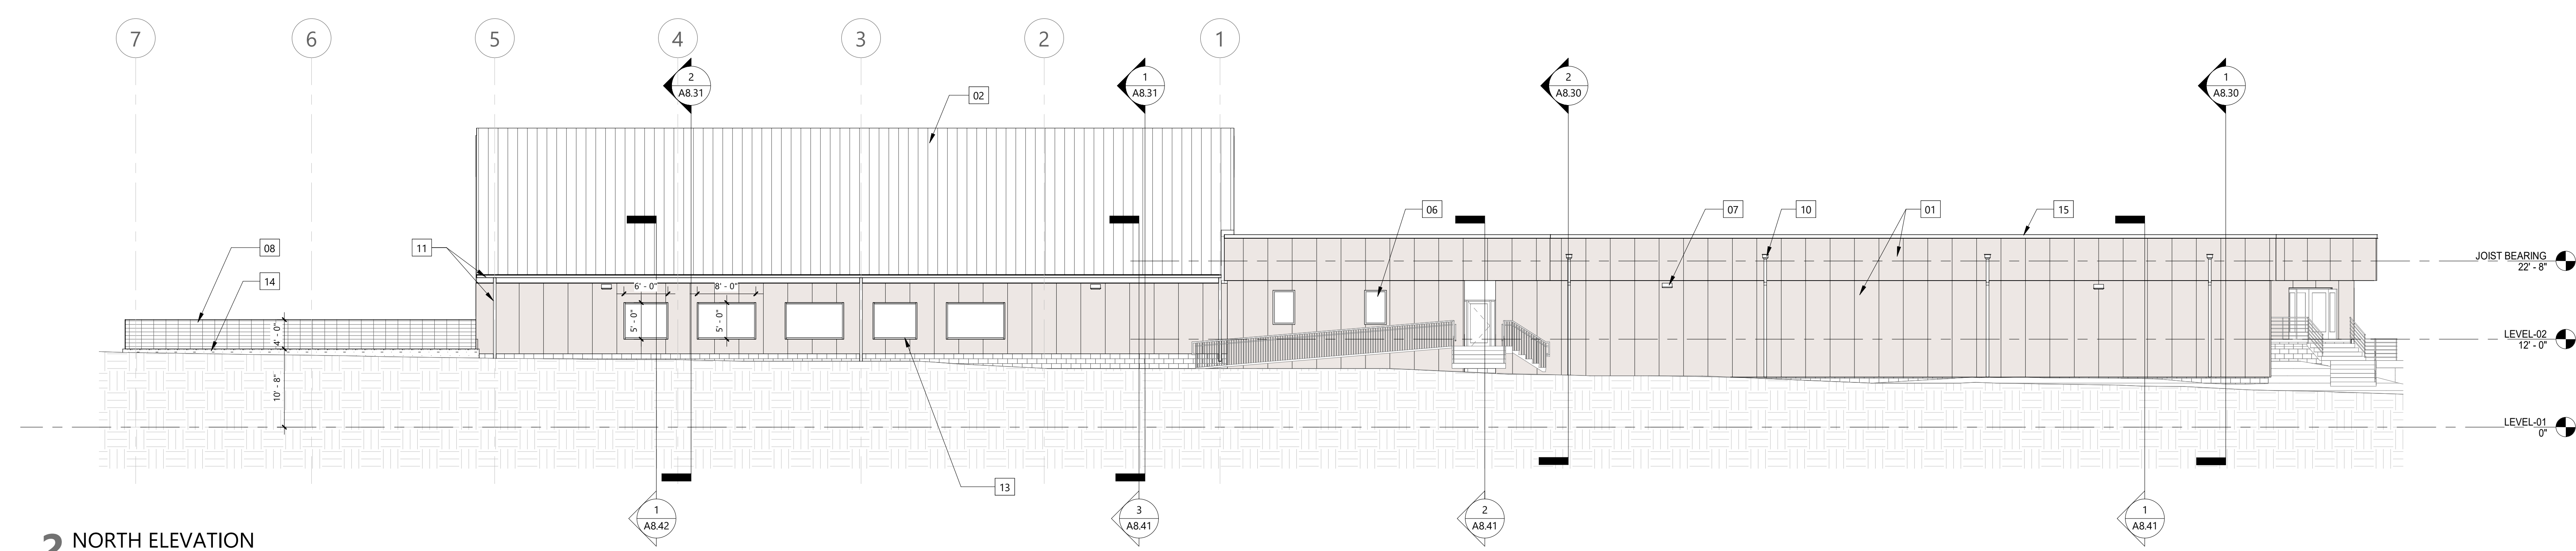 7
6
5
4
3
2
1
2
A8.31
1
A8.31
2
A8.30
1
A8.30
02
06
07
10
01
15
08
11
14
JOIST BEARING
22' - 8"
6' - 0"
8' - 0"
5' - 0"
5' - 0"
4' - 0"
LEVEL-02
12' - 0"
10' - 8"
LEVEL-01
0"
13
1
A8.42
3
A8.41
2
A8.41
1
A8.41
NORTH ELEVATION